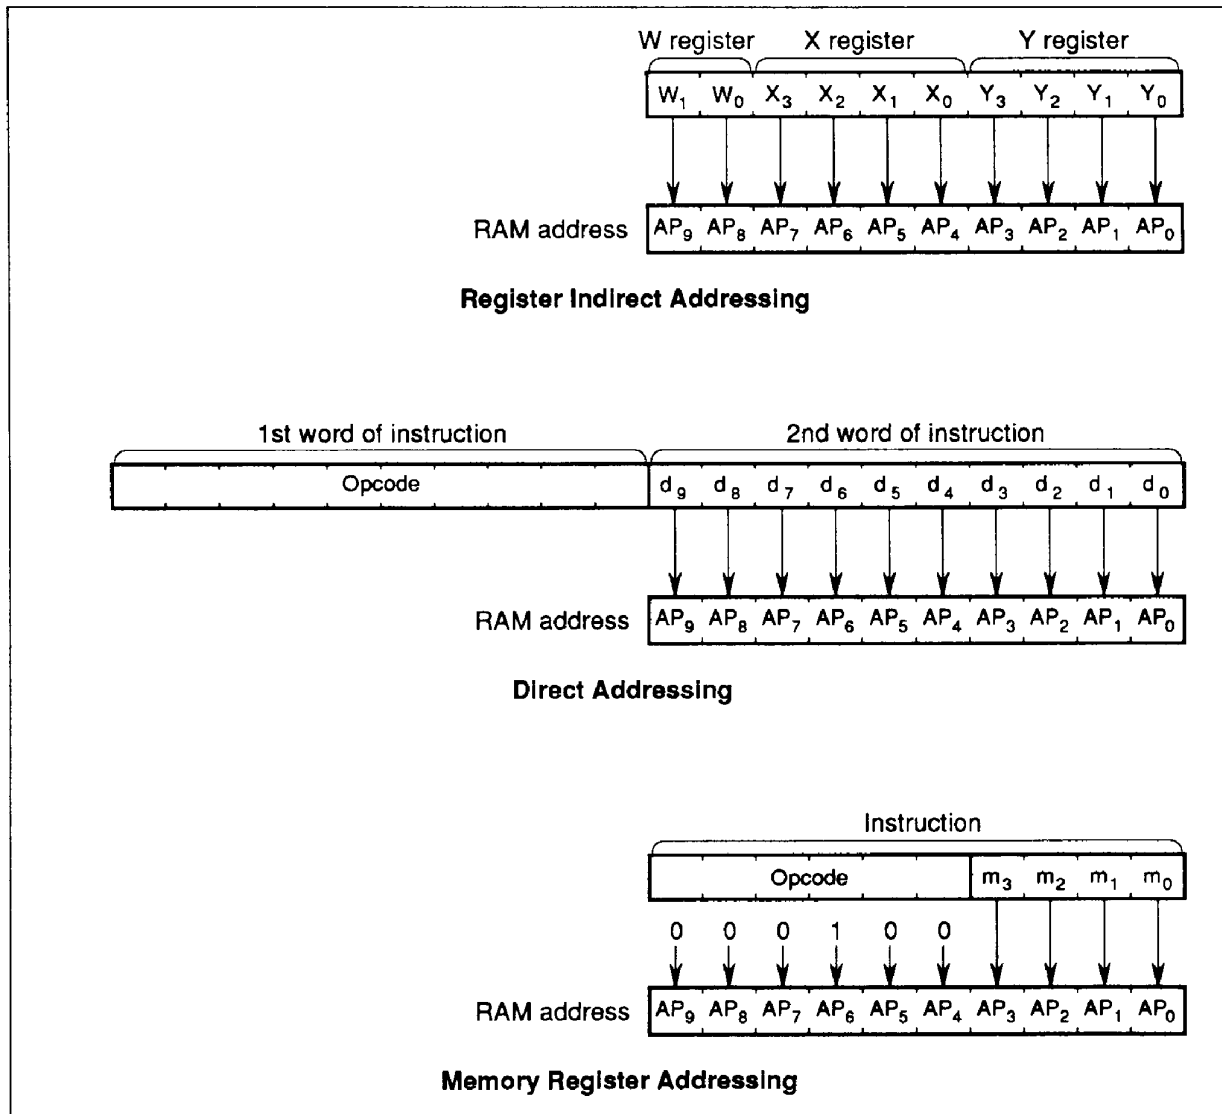 W register X register Y register
W1 W0 X3 X2 X1 X0 Y3 Y2 Y1 Y0
RAM address AP9 AP8 AP7 AP6 AP5 AP4 AP3 AP2 AP1 AP0
Register Indirect Addressing
1st word of instruction 2nd word of instruction
Opcode d9 d8 d7 d6 d5 d4 d3 d2 d1 d0
RAM address AP9 AP8 AP7 AP6 AP5 AP4 AP3 AP2 AP1 AP0
Direct Addressing
Instruction
Opcode m3 m2 m1 m0
0 0 0 1 0 0
RAM address AP9 AP8 AP7 AP6 AP5 AP4 AP3 AP2 AP1 AP0
Memory Register Addressing